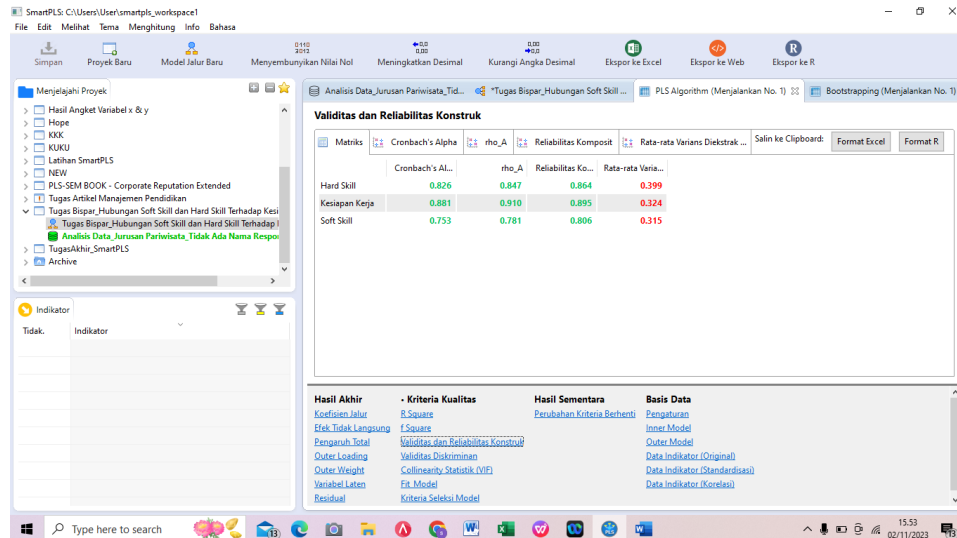 SmartPLS: C:\Users\User\smartpls_workspace1
File Edit Melihat Tema Menghitung Info Bahasa
Simpan Proyek Baru Model Jalur Baru Menyembunyikan Nilai Nol Meningkatkan Desimal Kurangi Angka Desimal Ekspor ke Excel Ekspor ke Web Ekspor ke R
Menjelajahi Proyek
Hasil Angket Variabel x & y
Hope
KKK
KUKU
Latihan SmartPLS
NEW
PLS-SEM BOOK - Corporate Reputation Extended
Tugas Artikel Manajemen Pendidikan
Tugas Bispar_Hubungan Soft Skill dan Hard Skill Terhadap Kesi
Tugas Bispar_Hubungan Soft Skill dan Hard Skill Terhadap
Analisis Data_Jurusan Pariwisata_Tidak Ada Nama Respo
TugasAkhir_SmartPLS
Archive
Indikator
Tidak. Indikator
Analisis Data_Jurusan Pariwisata_Tid... *Tugas Bispar_Hubungan Soft Skill ... PLS Algorithm (Menjalankan No. 1) Bootstrapping (Menjalankan No. 1)
Validitas dan Reliabilitas Konstruk
Matriks Cronbach's Alpha rho_A Reliabilitas Komposit Rata-rata Varians Diekstrak ... Salin ke Clipboard: Format Excel Format R
Cronbach's Al... rho_A Reliabilitas Ko... Rata-rata Varia...
Hard Skill 0.826 0.847 0.864 0.399
Kesiapan Kerja 0.881 0.910 0.895 0.324
Soft Skill 0.753 0.781 0.806 0.315
Hasil Akhir - Kriteria Kualitas Hasil Sementara Basis Data
Koefisien Jalur R Square Perubahan Kriteria Berhenti Pengaturan
Efek Tidak Langsung f Square Inner Model
Pengaruh Total Validitas dan Reliabilitas Konstruk Outer Model
Outer Loading Validitas Diskriminan Data Indikator (Original)
Outer Weight Collinearity Statistik (VIF) Data Indikator (Standardisasi)
Variabel Laten Fit Model Data Indikator (Korelasi)
Residual Kriteria Seleksi Model
Type here to search
15.53
02/11/2023